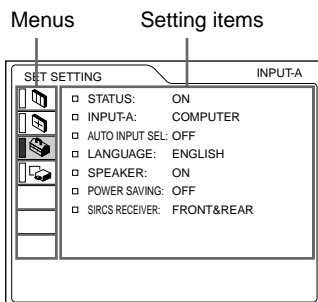 Menus
Setting items
SET SETTING
INPUT-A
STATUS: ON
INPUT-A: COMPUTER
AUTO INPUT SEL: OFF
LANGUAGE: ENGLISH
SPEAKER: ON
POWER SAVING: OFF
SIRCS RECEIVER: FRONT&REAR